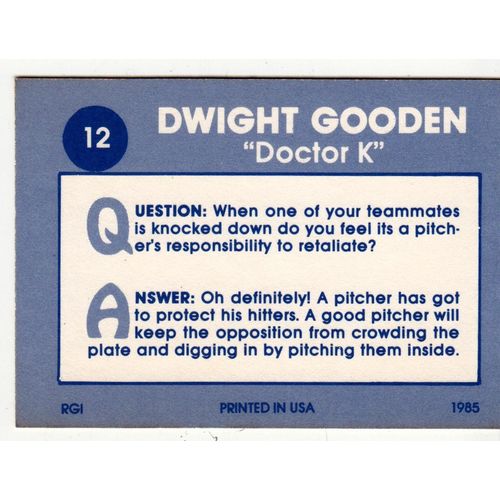 12
DWIGHT GOODEN
"Doctor K"
QUESTION: When one of your teammates
is knocked down do you feel its a pitch-
er's responsibility to retaliate?
ANSWER: Oh definitely! A pitcher has got
to protect his hitters. A good pitcher will
keep the opposition from crowding the
plate and digging in by pitching them inside.
RGI PRINTED IN USA 1985